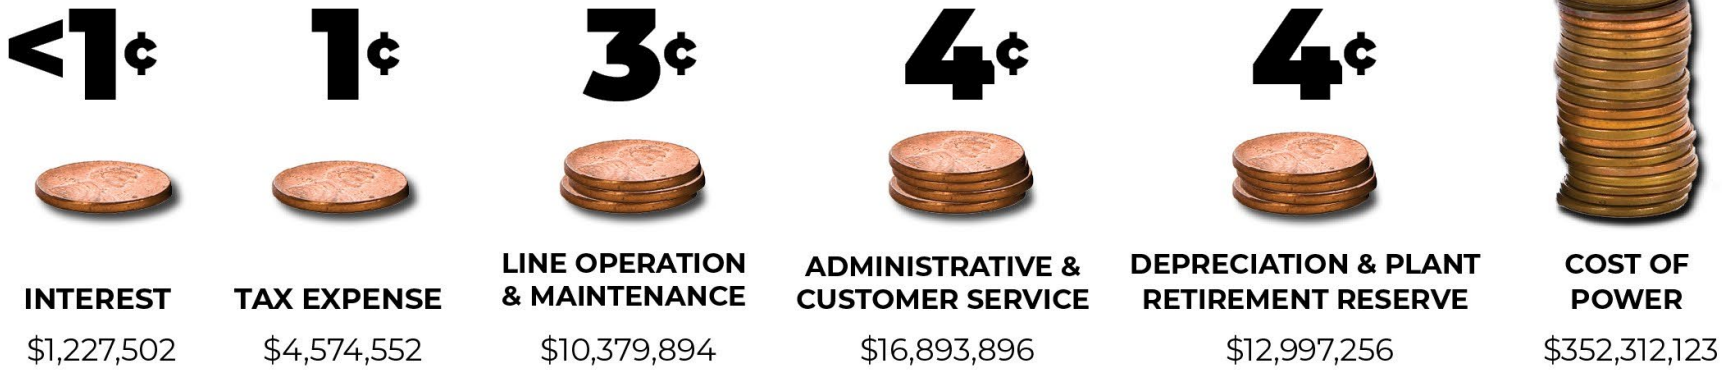 <1¢
INTEREST
$1,227,502
1¢
TAX EXPENSE
$4,574,552
3¢
LINE OPERATION
& MAINTENANCE
$10,379,894
4¢
ADMINISTRATIVE &
CUSTOMER SERVICE
$16,893,896
4¢
DEPRECIATION & PLANT
RETIREMENT RESERVE
$12,997,256
COST OF
POWER
$352,312,123